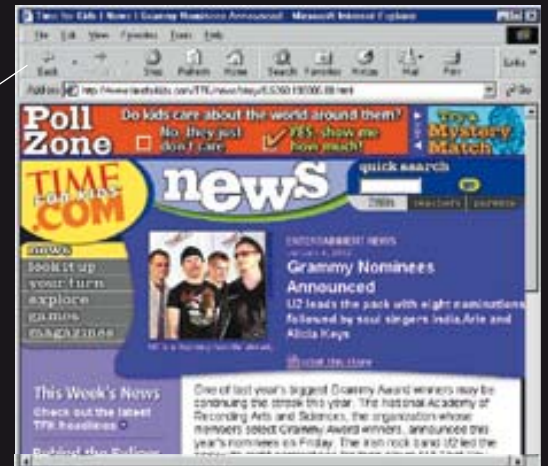 Time for Kids | News | Grammy Nominees Announced - Microsoft Internet Explorer
File Edit View Favorites Tools Help
Back Stop Refresh Home Search Favorites History Mail Print Links
Address Go
Poll Zone
Do kids care about the world around them?
No, they just don't care
YES, show me how much!
Try a Mystery Match
TIME FOR KIDS .COM
news
quick search
GO
teachers parents
news
look it up
your turn
explore
games
magazines
ENTERTAINMENT NEWS
Grammy Nominees
Announced
U2 leads the pack with eight nominations
followed by soul singers India.Arie and
Alicia Keys
This Week's News
Check out the latest
TFK Headlines
One of last year's biggest Grammy Award winners may be
continuing the streak this year. The National Academy of
Recording Arts and Sciences, the organization whose
members select Grammy Award winners, announced this
year's nominees on Friday. The Irish rock band U2 led the